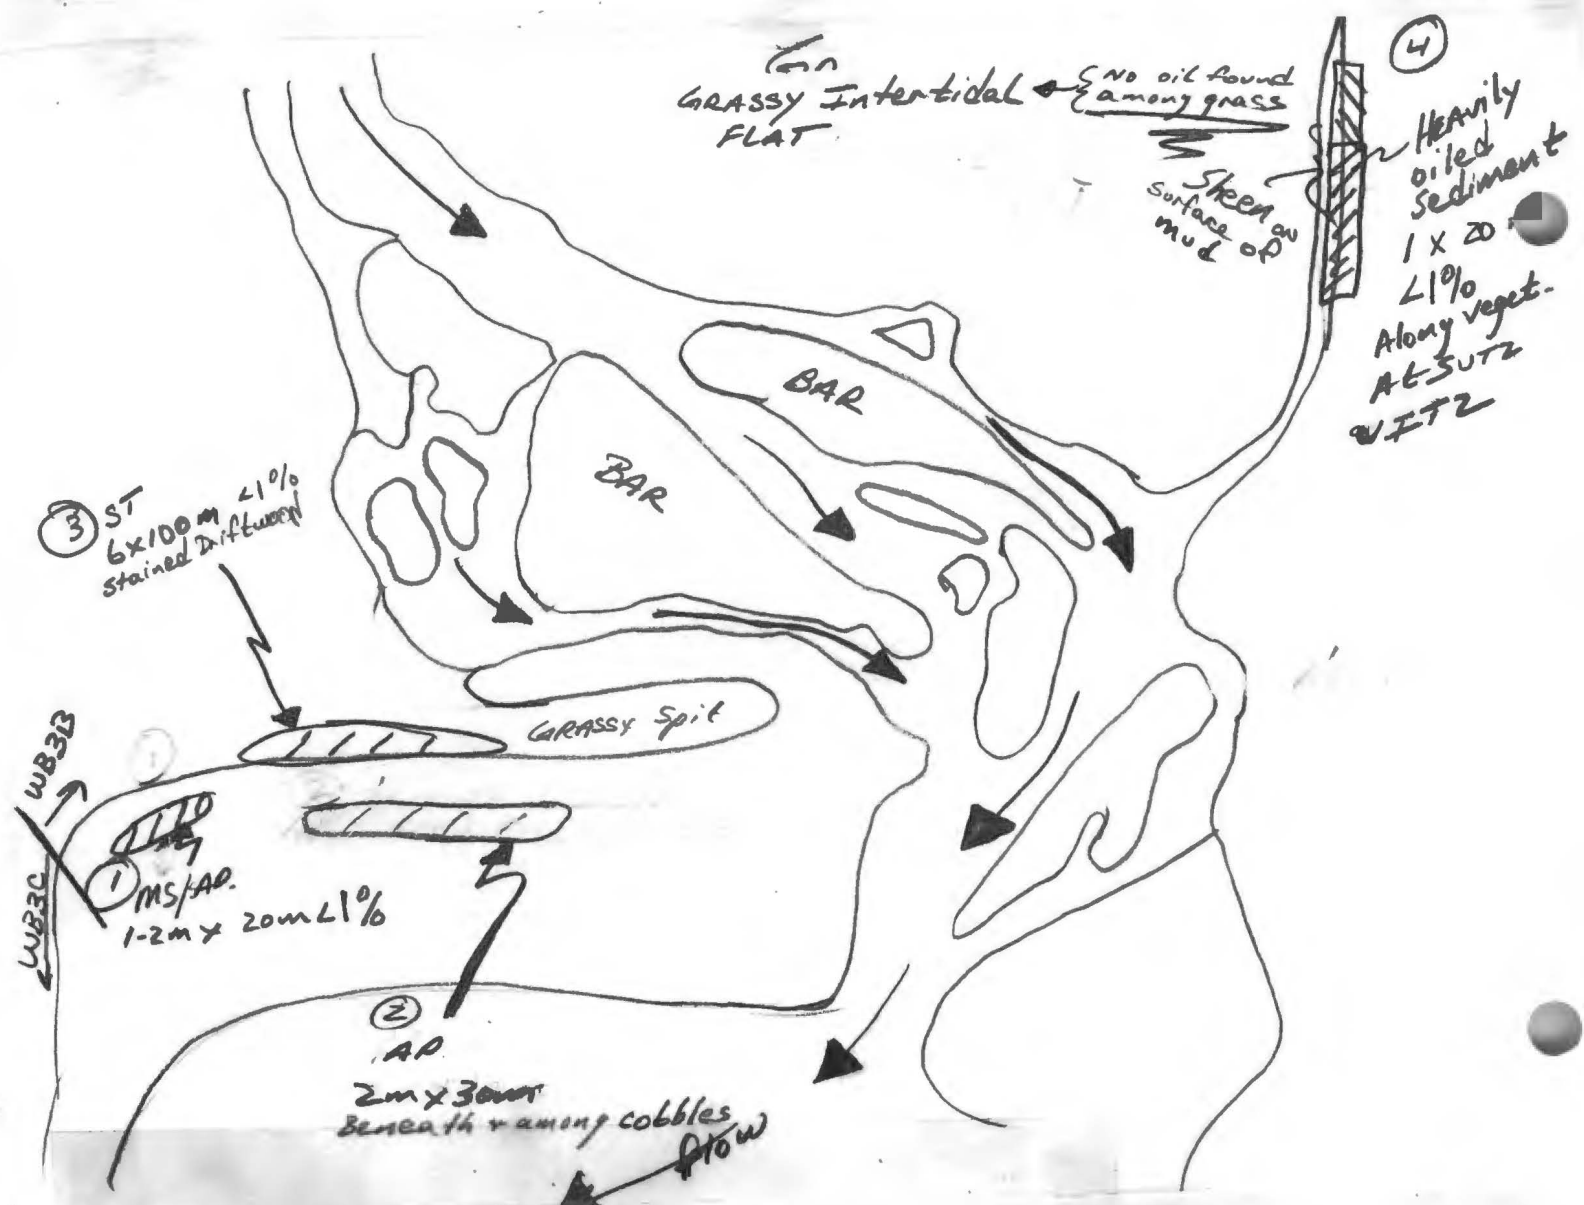 GRASSY Intertidal
FLAT
No oil found
among grass
Sheen on
surface of
mud
4
HEAVily
oiled
sediment
1 x 20
<1%
Along veget.
BAR
BAR
3 ST
6x100m <1%
stained Driftwood
GRASSY Spit
WB3B
WB3C
1
MS/AP.
1-2m x 20m <1%
2
AP
2m x 30m
Beneath + among cobbles
flow